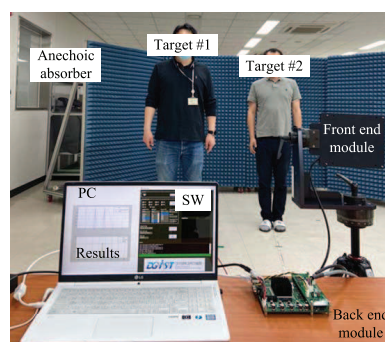 Anechoic
absorber
Target #1
Target #2
Front end
module
PC
SW
Results
DGIST
LG
Back end
module